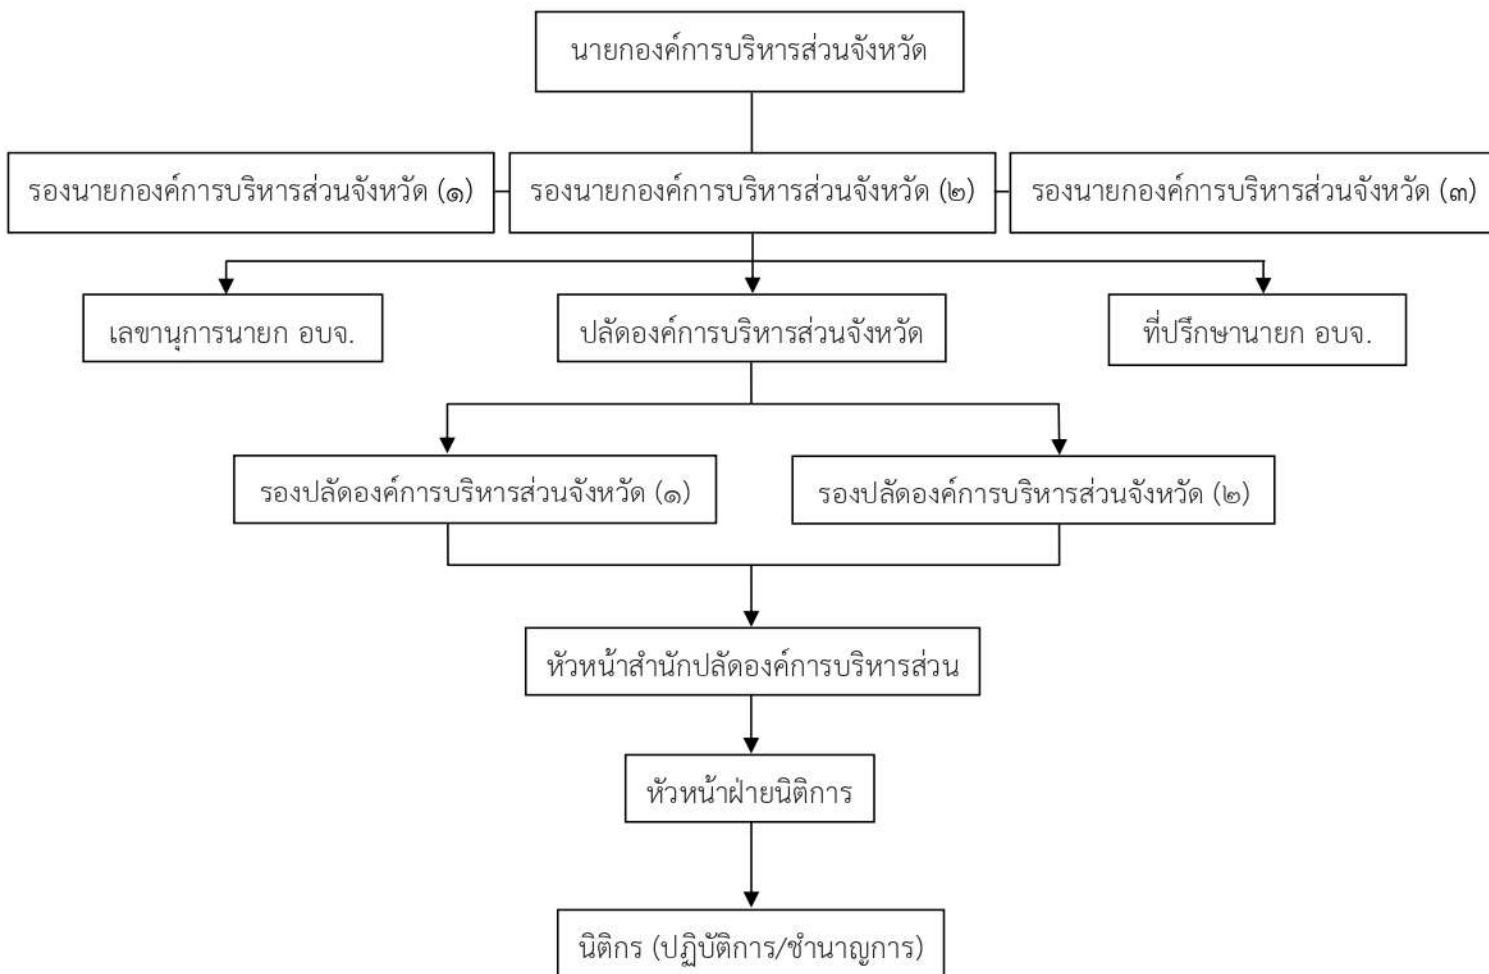 นายกองค์การบริหารส่วนจังหวัด
รองนายกองค์การบริหารส่วนจังหวัด (๑)
รองนายกองค์การบริหารส่วนจังหวัด (๒)
รองนายกองค์การบริหารส่วนจังหวัด (๓)
เลขานุการนายก อบจ.
ปลัดองค์การบริหารส่วนจังหวัด
ที่ปรึกษานายก อบจ.
รองปลัดองค์การบริหารส่วนจังหวัด (๑)
รองปลัดองค์การบริหารส่วนจังหวัด (๒)
หัวหน้าสำนักปลัดองค์การบริหารส่วน
หัวหน้าฝ่ายนิติการ
นิติกร (ปฏิบัติการ/ชำนาญการ)